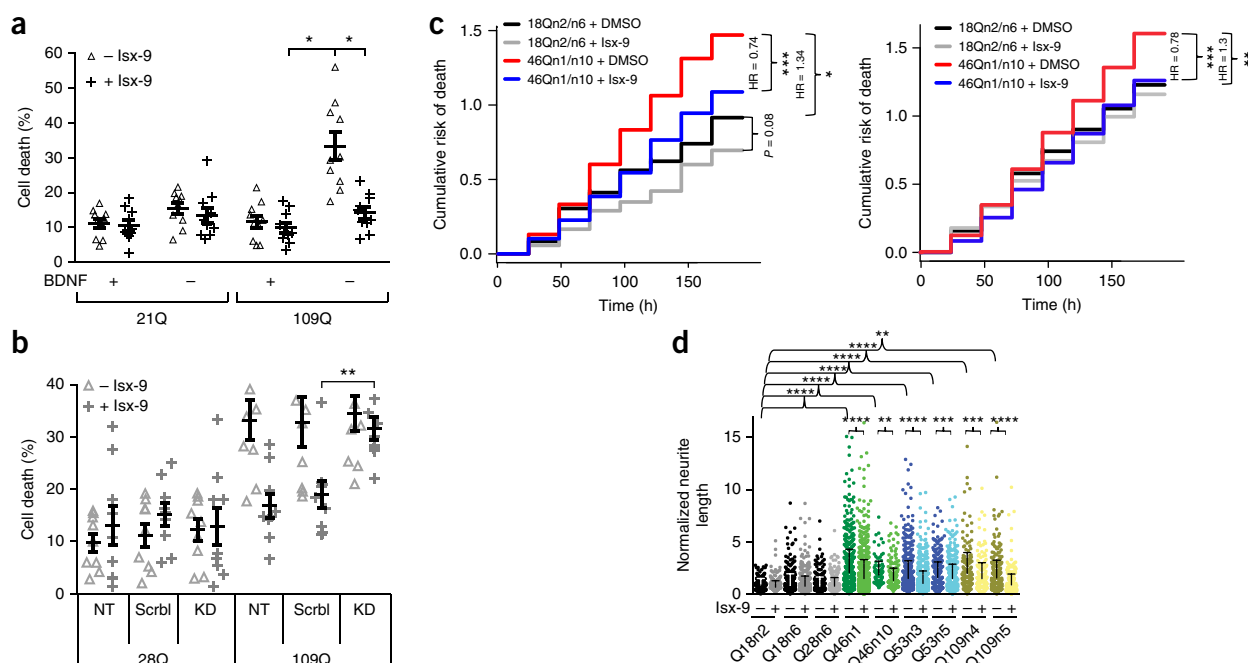 a
Cell death (%)
60
50
40
30
20
10
0
– Isx-9
+ Isx-9
*
*
BDNF
+
–
+
–
21Q
109Q
b
Cell death (%)
40
30
20
10
0
– Isx-9
+ Isx-9
**
NT
Scrbl
KD
NT
Scrbl
KD
28Q
109Q
c
18Qn2/n6 + DMSO
18Qn2/n6 + Isx-9
46Qn1/n10 + DMSO
46Qn1/n10 + Isx-9
Cumulative risk of death
1.5
1.0
0.5
0.0
0
50
100
150
Time (h)
HR = 0.74
***
HR = 1.34
*
P = 0.08
18Qn2/n6 + DMSO
18Qn2/n6 + Isx-9
46Qn1/n10 + DMSO
46Qn1/n10 + Isx-9
Cumulative risk of death
1.5
1.0
0.5
0.0
0
50
100
150
Time (h)
HR = 0.78
***
HR = 1.3
**
d
**
****
****
****
****
****
**** ** **** *** *** ****
Normalized neurite
length
15
10
5
0
Isx-9 – + – + – + – + – + – + – + – + – +
Q18n2
Q18n6
Q28n6
Q46n1
Q46n10
Q53n3
Q53n5
Q109n4
Q109n5